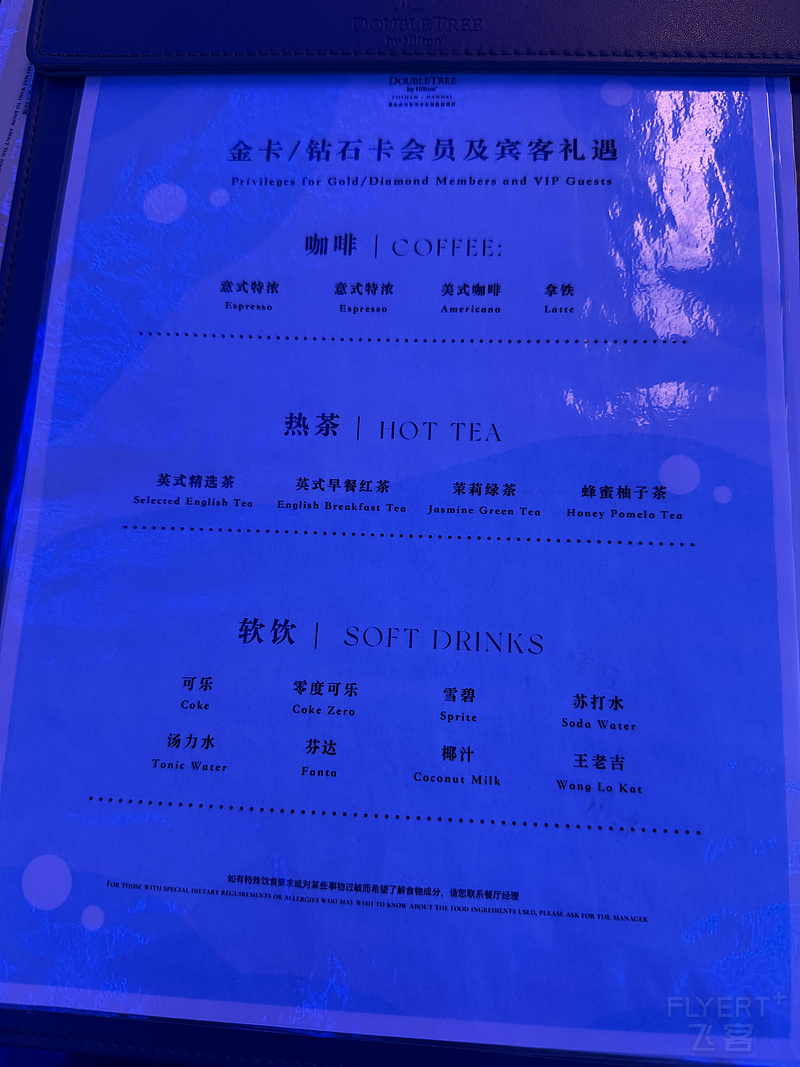 DOUBLETREE
by Hilton
DOUBLETREE
by Hilton
FOSHAN · NANHAI
金卡/钻石卡会员及宾客礼遇
Privileges for Gold/Diamond Members and VIP Guests
咖啡 | COFFEE:
意式特浓 意式特浓 美式咖啡 拿铁
Espresso Espresso Americano Latte
热茶 | HOT TEA
英式精选茶 英式早餐红茶 茉莉绿茶 蜂蜜柚子茶
Selected English Tea English Breakfast Tea Jasmine Green Tea Honey Pomelo Tea
软饮 | SOFT DRINKS
可乐 零度可乐 雪碧 苏打水
Coke Coke Zero Sprite Soda Water
汤力水 芬达 椰汁 王老吉
Tonic Water Fanta Coconut Milk Wong Lo Kat
如有特殊饮食要求或对某些事物过敏而希望了解食物成分，请您联系餐厅经理
FOR THOSE WITH SPECIAL DIETARY REGUIREMENTS OR ALLERGIES WHO MAY WISH TO KNOW ABOUT THE FOOD INGREDIENTS USED, PLEASE ASK FOR THE MANAGER
FLYERT+
飞客